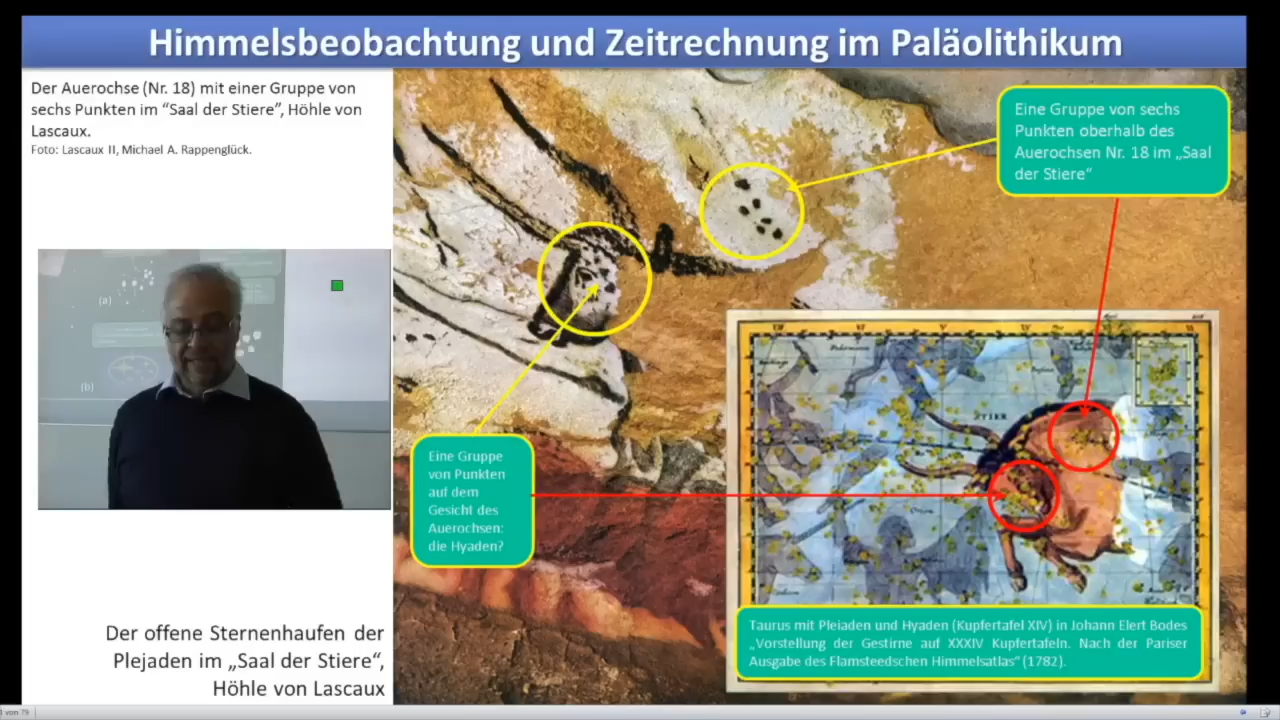 Himmelsbeobachtung und Zeitrechnung im Paläolithikum
Der Auerochse (Nr. 18) mit einer Gruppe von
sechs Punkten im “Saal der Stiere”, Höhle von
Lascaux.
Foto: Lascaux II, Michael A. Rappenglück.
Eine Gruppe von sechs
Punkten oberhalb des
Auerochsen Nr. 18 im „Saal
der Stiere“
(a)
(b)
Eine Gruppe
von Punkten
auf dem
Gesicht des
Auerochsen:
die Hyaden?
STIER
Orion
Taurus mit Pleiaden und Hyaden (Kupfertafel XIV) in Johann Elert Bodes
„Vorstellung der Gestirne auf XXXIV Kupfertafeln. Nach der Pariser
Ausgabe des Flamsteedschen Himmelsatlas“ (1782).
Der offene Sternenhaufen der
Plejaden im „Saal der Stiere“,
Höhle von Lascaux
von 79